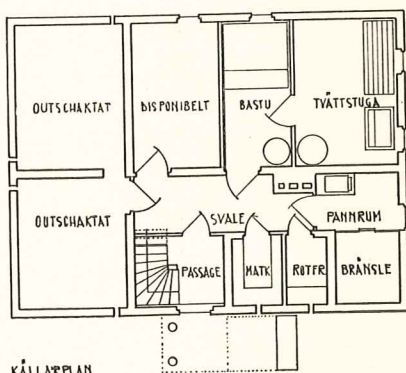 OUTSCHAKTAT
DISPONIBELT
BASTU
TVÄTTSTUGA
OUTSCHAKTAT
SVALE
PANNRUM
PASSAGE
MATK
ROTFR.
BRÄNSLE
KÄLLARPLAN